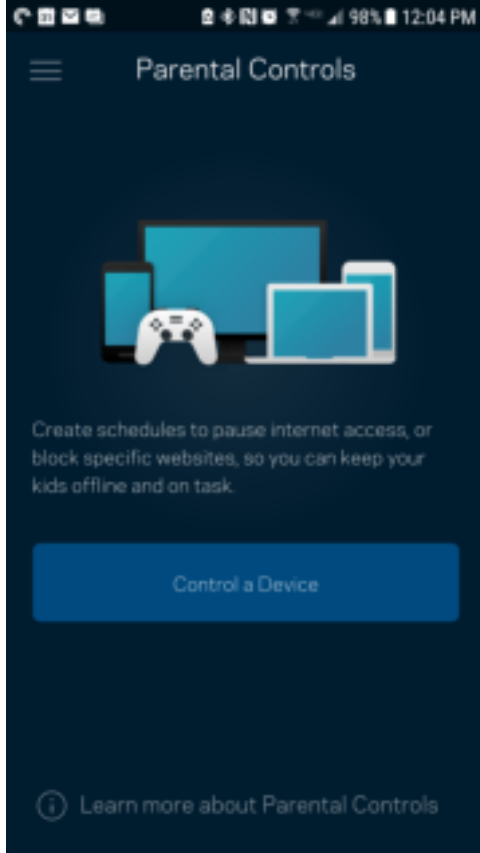 98% 12:04 PM
Parental Controls
Create schedules to pause internet access, or
block specific websites, so you can keep your
kids offline and on task.
Control a Device
Learn more about Parental Controls